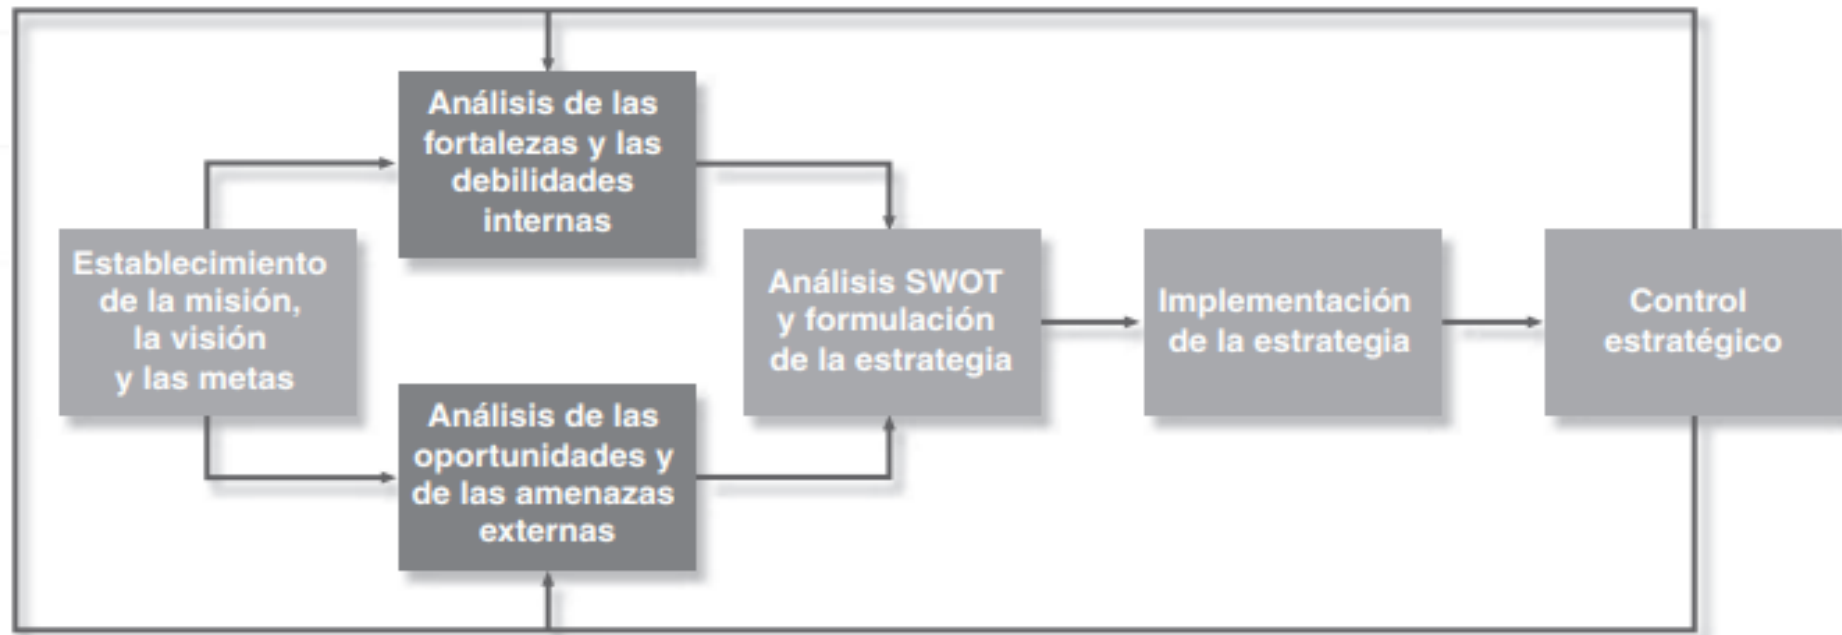 Establecimiento
de la misión,
la visión
y las metas
Análisis de las
fortalezas y las
debilidades
internas
Análisis de las
oportunidades y
de las amenazas
externas
Análisis SWOT
y formulación
de la estrategia
Implementación
de la estrategia
Control
estratégico